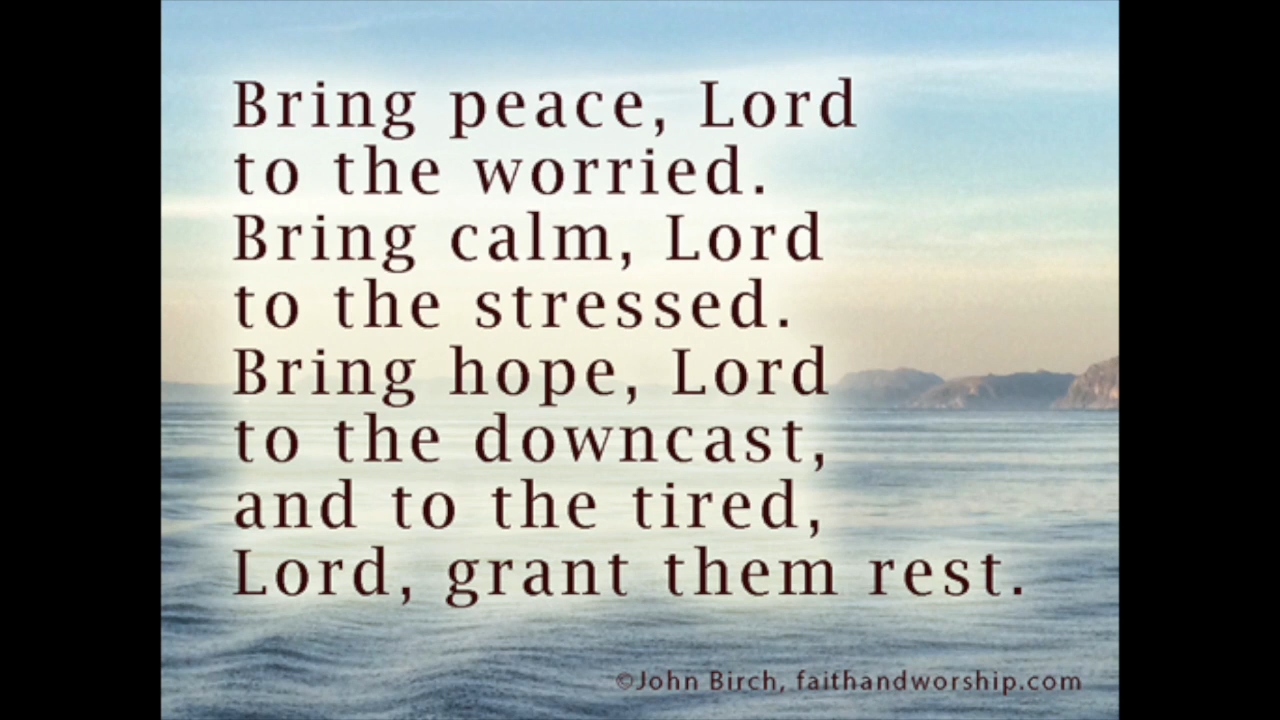 Bring peace, Lord
to the worried.
Bring calm, Lord
to the stressed.
Bring hope, Lord
to the downcast,
and to the tired,
Lord, grant them rest.
©John Birch, faithandworship.com